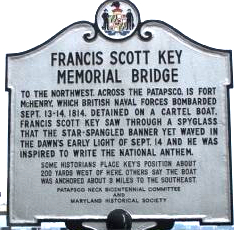 FRANCIS SCOTT KEY
MEMORIAL BRIDGE
TO THE NORTHWEST, ACROSS THE PATAPSCO, IS FORT
McHENRY, WHICH BRITISH NAVAL FORCES BOMBARDED
SEPT. 13-14, 1814. DETAINED ON A CARTEL BOAT,
FRANCIS SCOTT KEY SAW THROUGH A SPYGLASS
THAT THE STAR-SPANGLED BANNER YET WAVED IN
THE DAWN'S EARLY LIGHT OF SEPT. 14 AND HE WAS
INSPIRED TO WRITE THE NATIONAL ANTHEM.
SOME HISTORIANS PLACE KEY'S POSITION ABOUT
200 YARDS WEST OF HERE. OTHERS SAY THE BOAT
WAS ANCHORED ABOUT MILES TO THE SOUTHEAST.
PATAPSCO NECK BICENTENNIAL COMMITTEE
AND
MARYLAND HISTORICAL SOCIETY